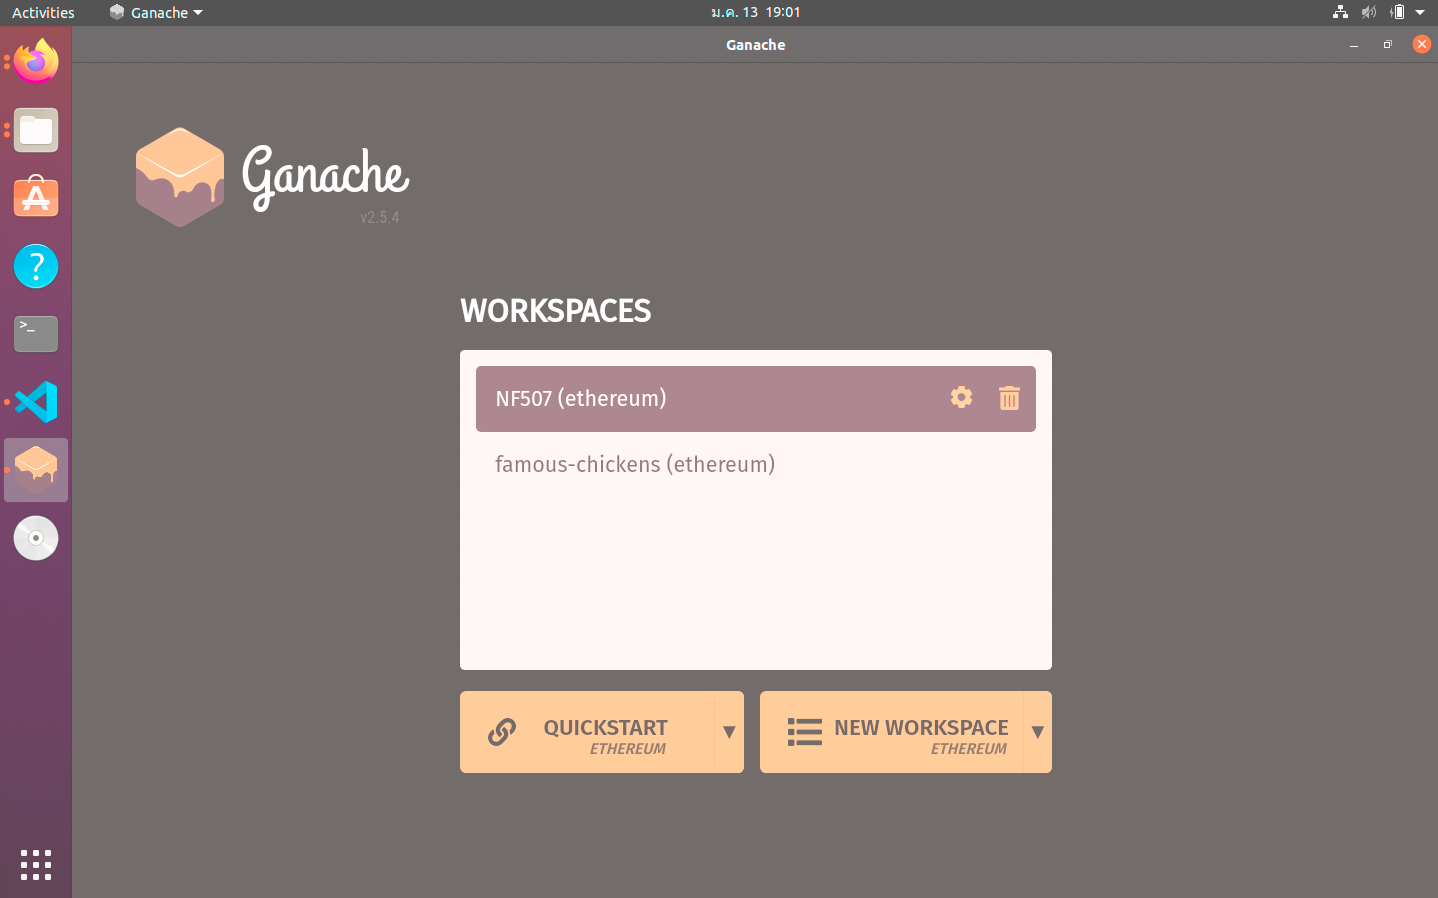 Activities
Ganache
ม.ค. 13 19:01
Ganache
Ganache
v2.5.4
WORKSPACES
NF507 (ethereum)
famous-chickens (ethereum)
QUICKSTART
ETHEREUM
NEW WORKSPACE
ETHEREUM